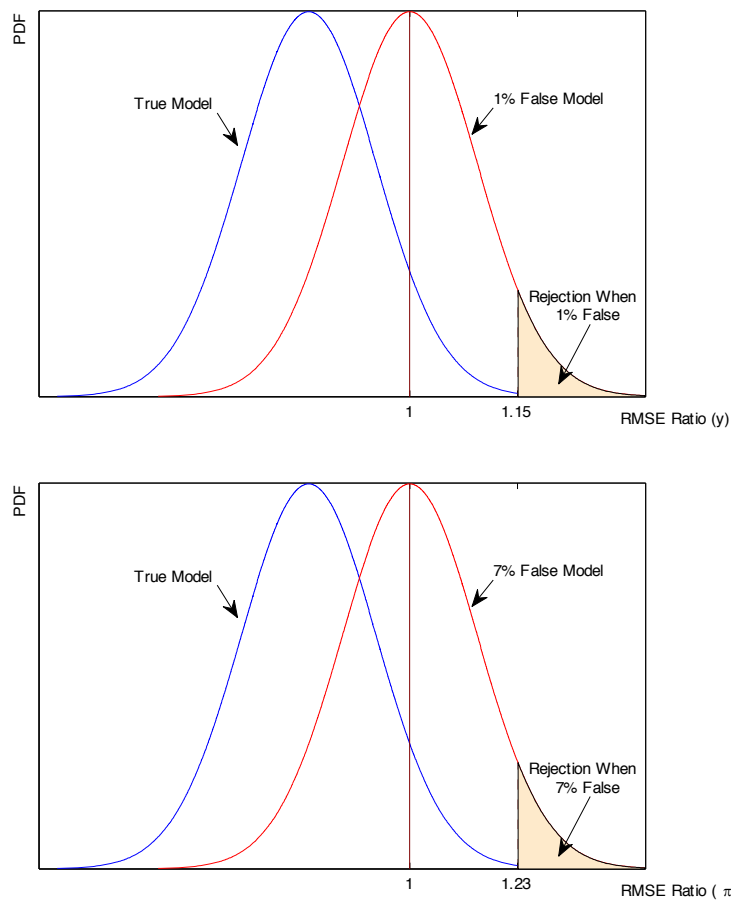 PDF
True Model
1% False Model
Rejection When
1% False
1
1.15
RMSE Ratio (y)
PDF
True Model
7% False Model
Rejection When
7% False
1
1.23
RMSE Ratio ( π